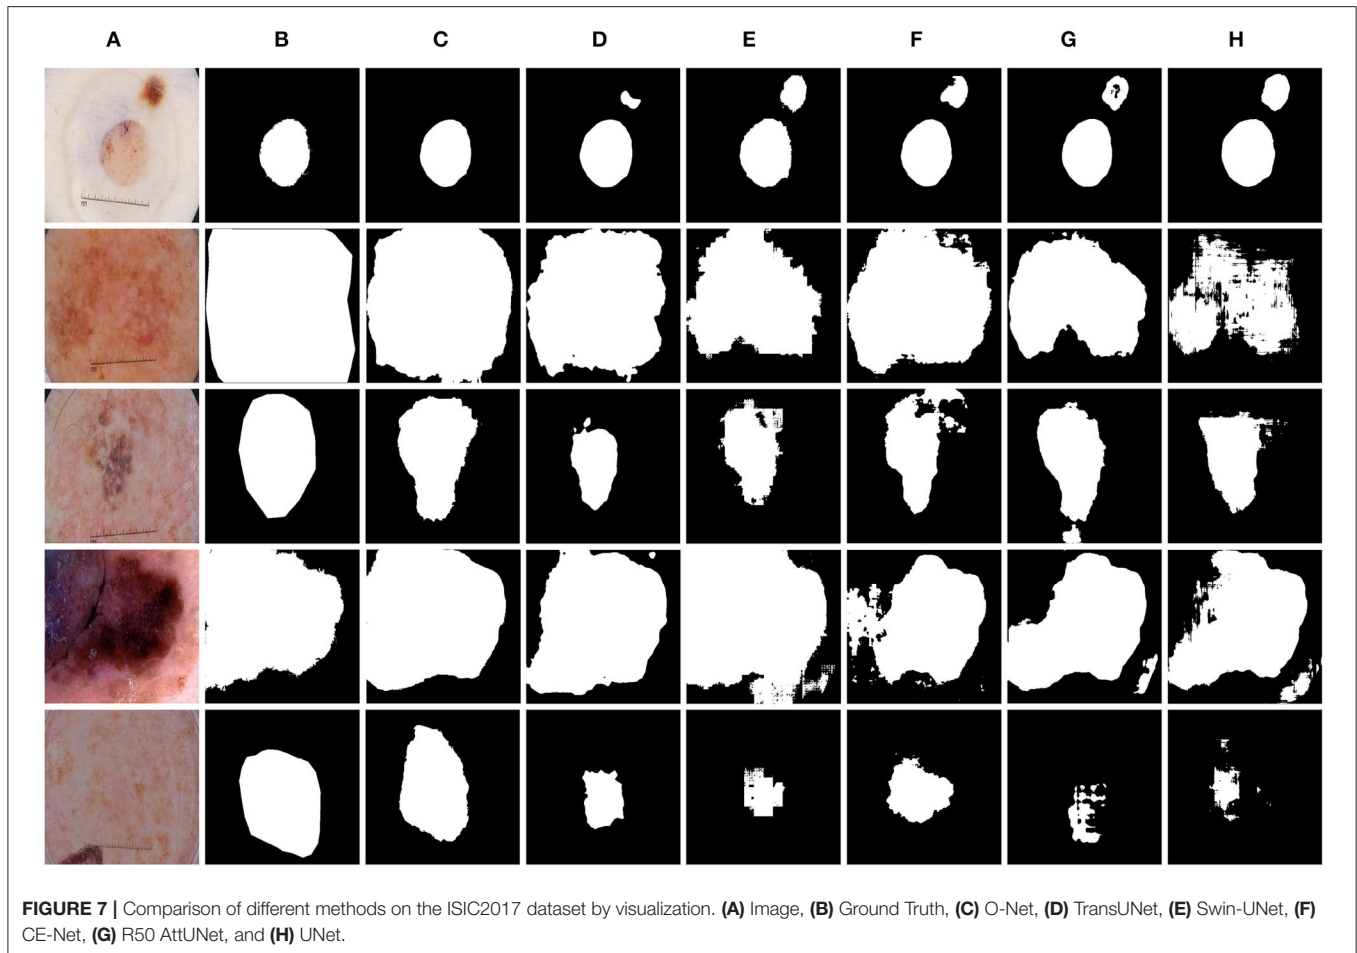 A B C D E F G H
FIGURE 7 | Comparison of different methods on the ISIC2017 dataset by visualization. (A) Image, (B) Ground Truth, (C) O-Net, (D) TransUNet, (E) Swin-UNet, (F)
CE-Net, (G) R50 AttUNet, and (H) UNet.